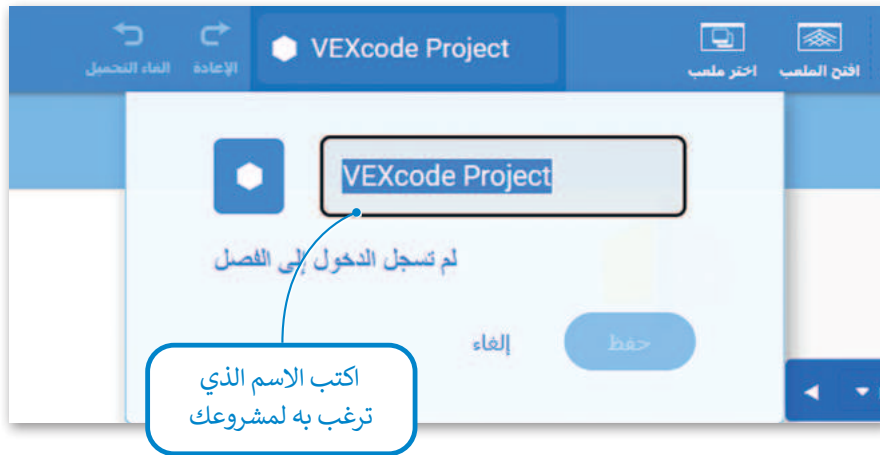 افتح الملعب
اختر ملعب
VEXcode Project
الإعادة
الغاء التحميل
VEXcode Project
لم تسجل الدخول إلى الفصل
حفظ
إلغاء
اكتب الاسم الذي
ترغب به لمشروعك